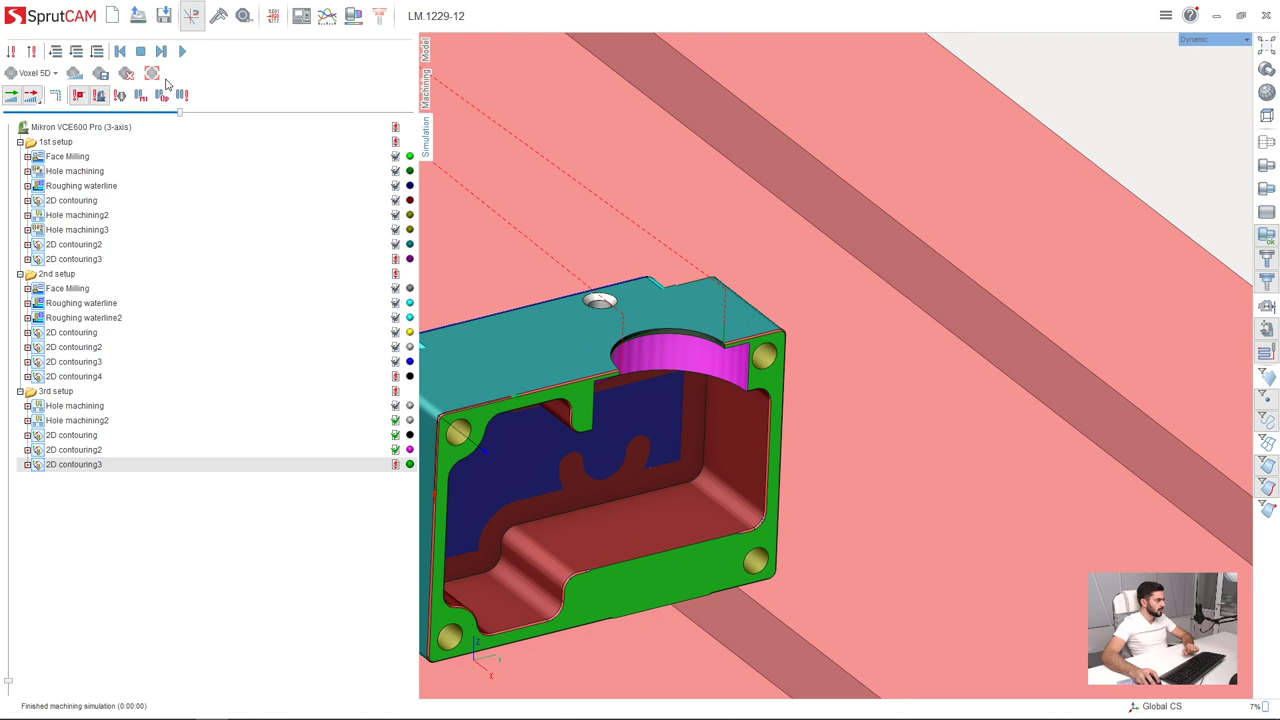 SprutCAM
LM.1229-12
Voxel 5D
Model
Machining
Simulation
Dynamic
Mikron VCE600 Pro (3-axis)
1st setup
Face Milling
Hole machining
Roughing waterline
2D contouring
Hole machining2
Hole machining3
2D contouring2
2D contouring3
2nd setup
Face Milling
Roughing waterline
Roughing waterline2
2D contouring
2D contouring2
2D contouring3
2D contouring4
3rd setup
Hole machining
Hole machining2
2D contouring
2D contouring2
2D contouring3
Z
Y
X
Finished machining simulation (0:00:00)
Global CS
7%